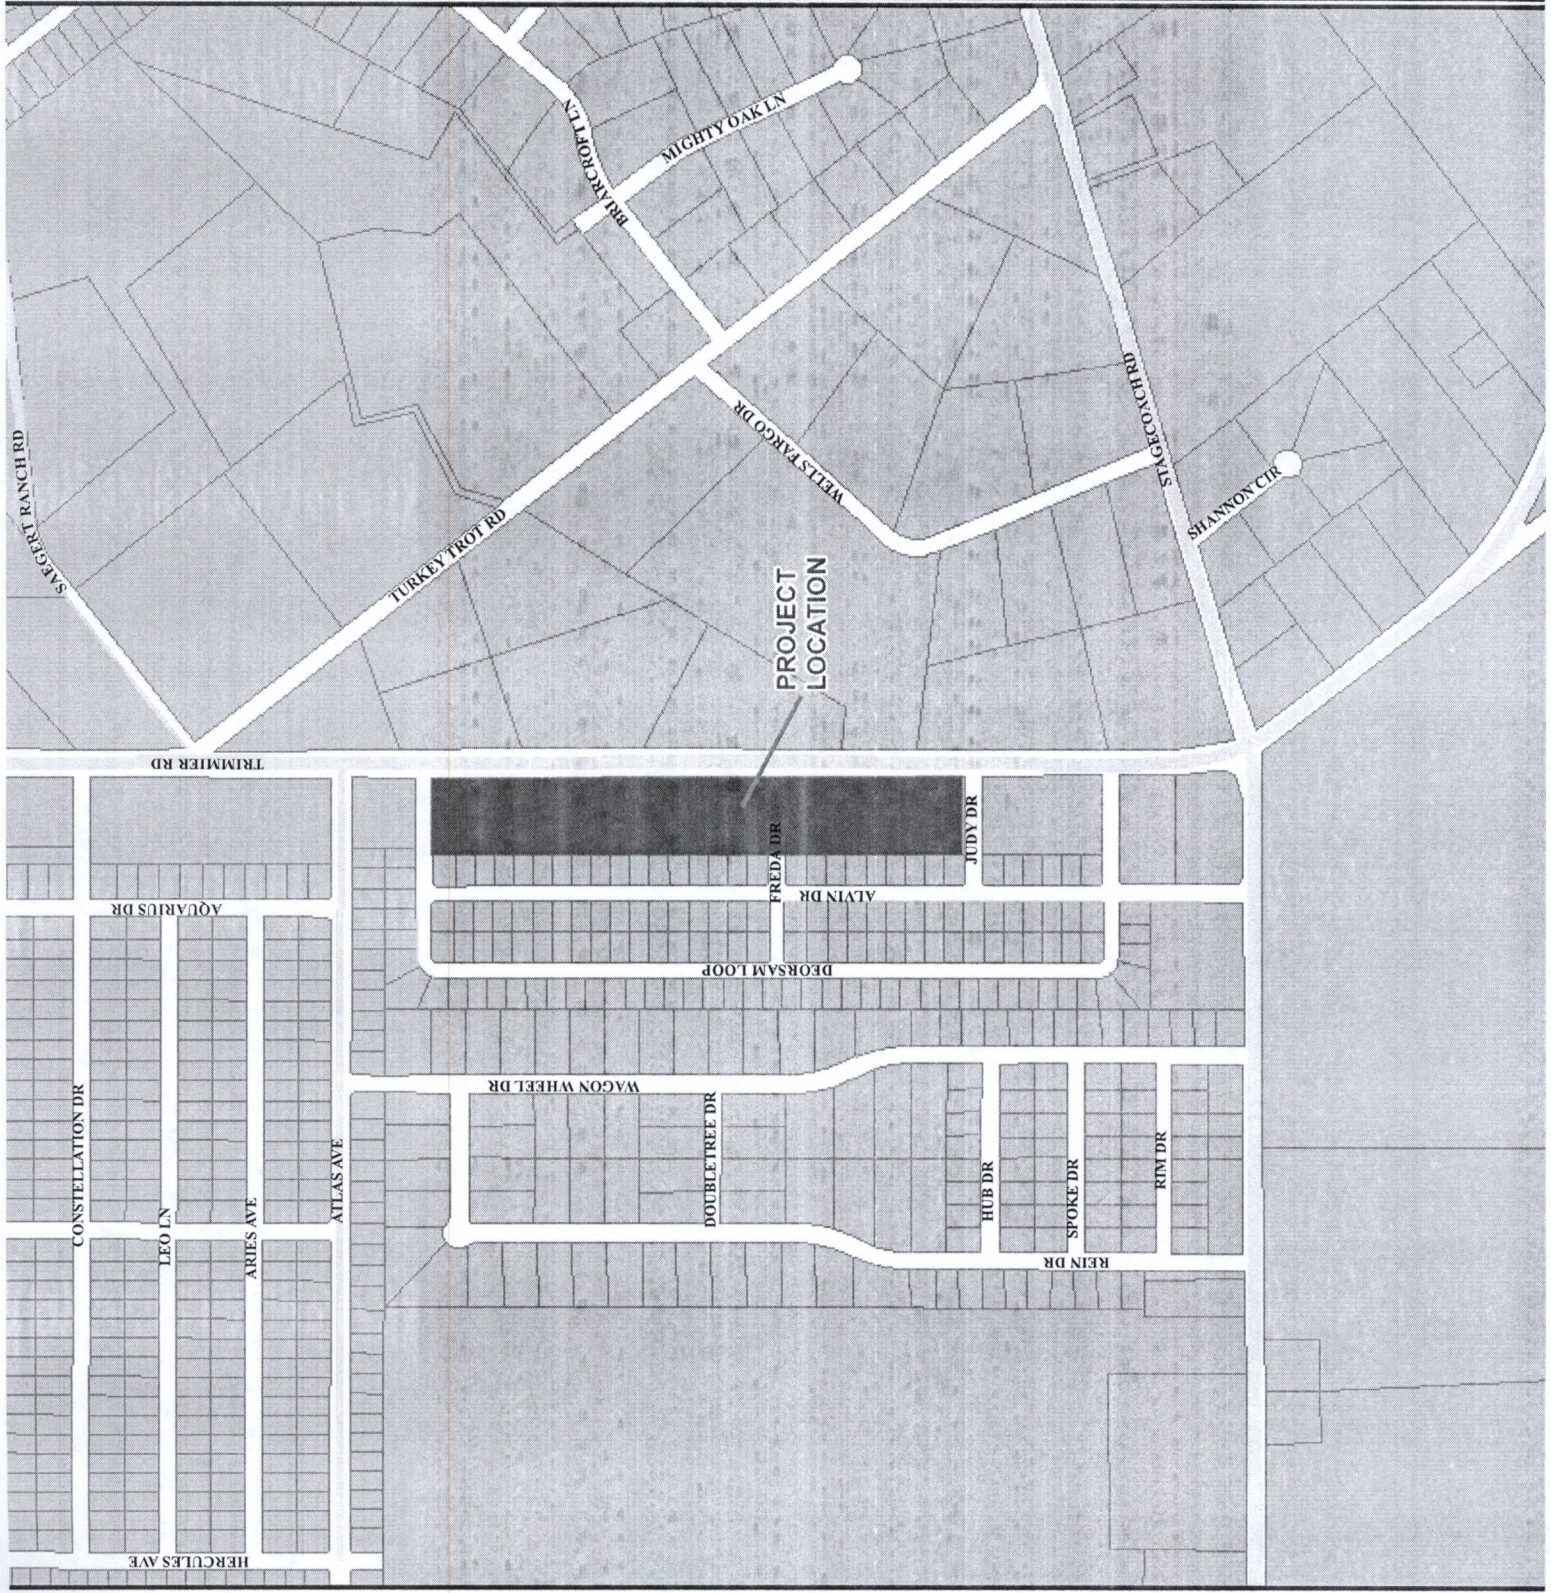 BRIARCROFT LN
MIGHTY OAK LN
SAEGERT RANCH RD
TURKEY TROT RD
WELLS FARGO DR
STAGECOACH RD
SHANNON CIR
PROJECT
LOCATION
TRIMMIER RD
JUDY DR
FREDA DR
ALVIN DR
AQUARIUS DR
DEORSAM LOOP
WAGON WHEEL DR
CONSTELLATION DR
LEO LN
ARIES AVE
ATLAS AVE
DOUBLETREE DR
HUB DR
SPOKE DR
RIM DR
REIN DR
HERCULES AVE